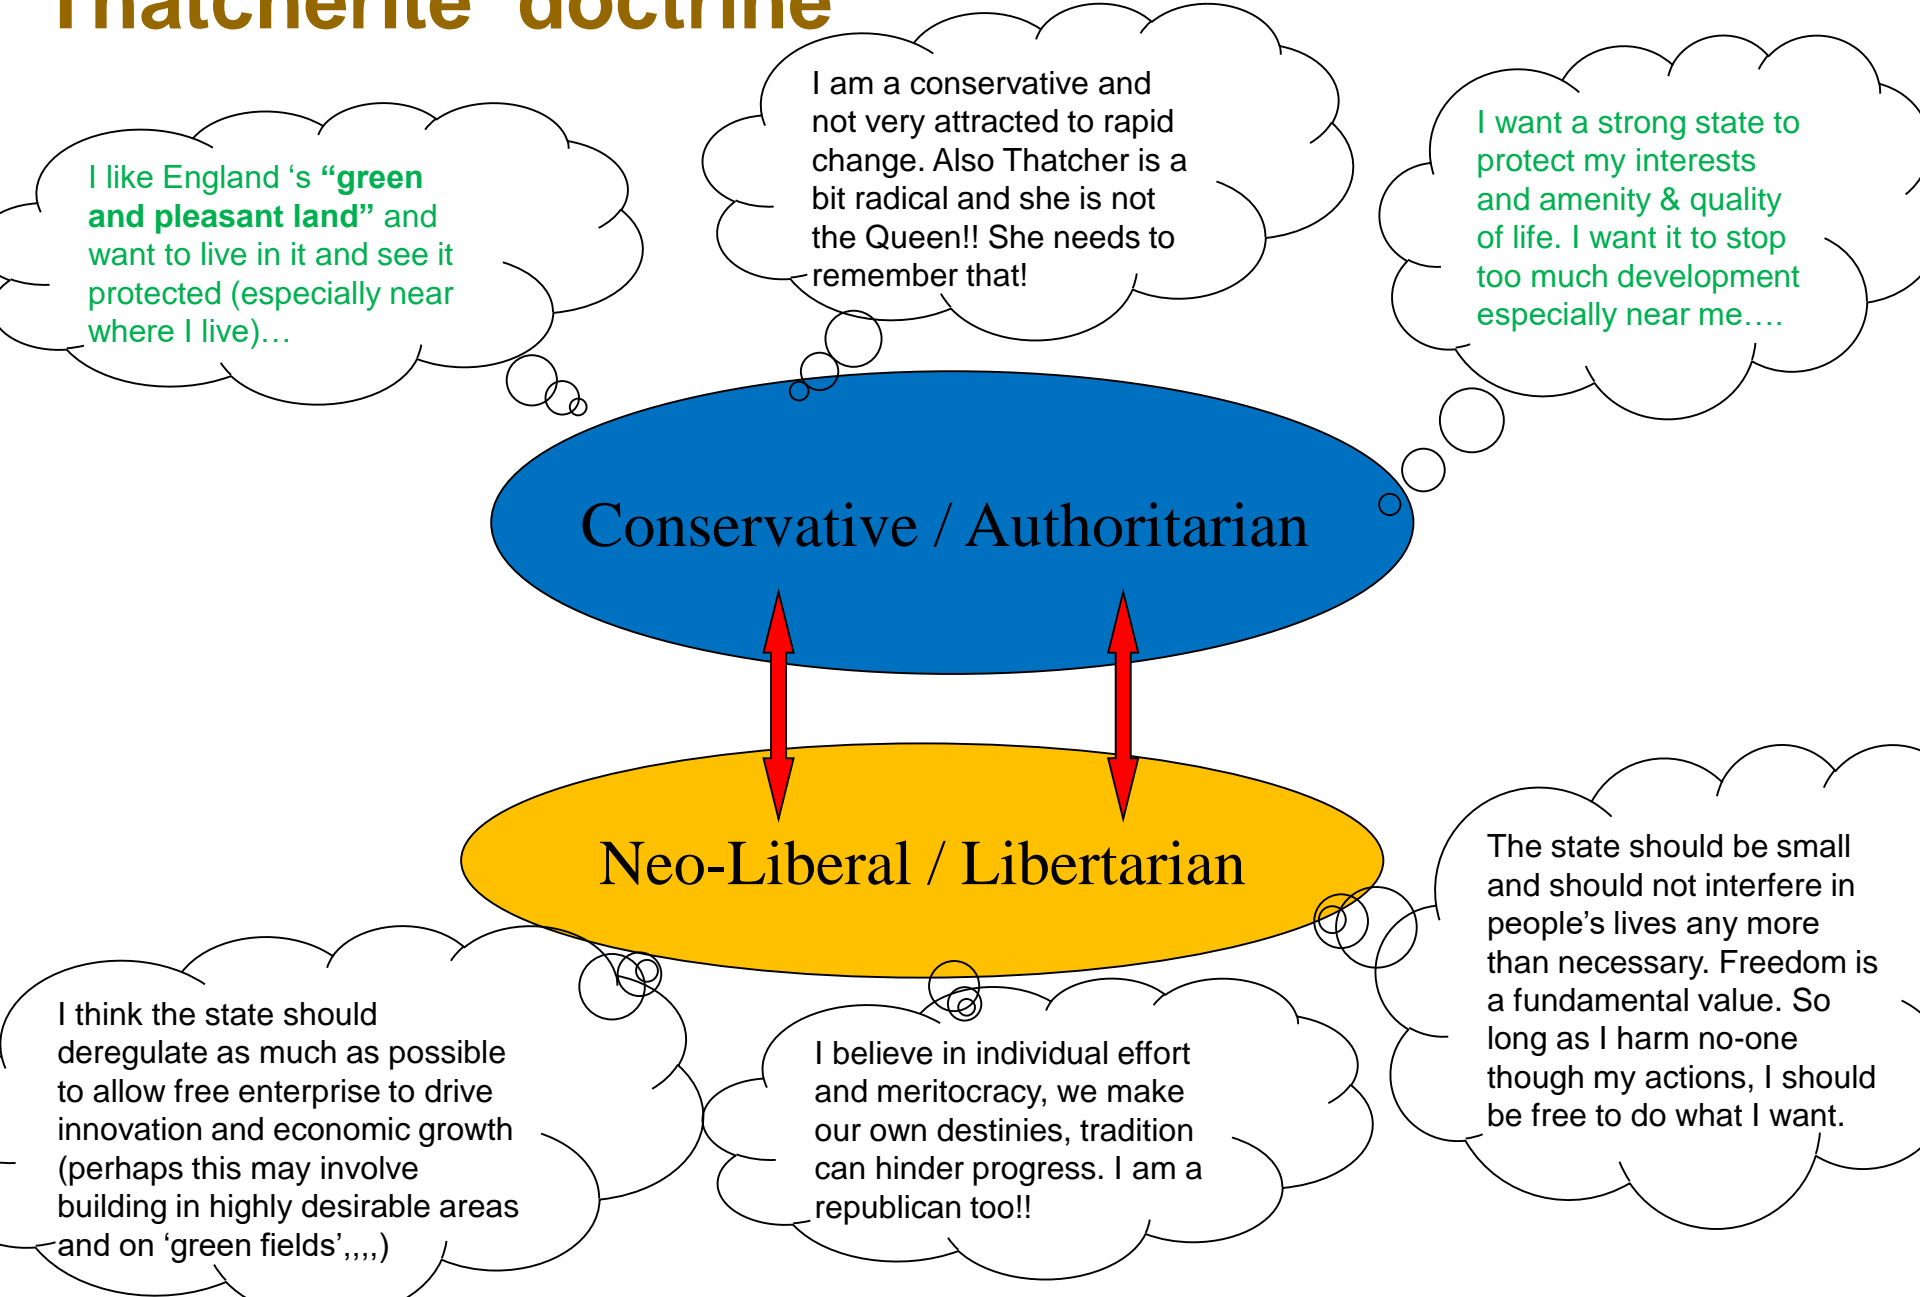 Thatcherite doctrine
I like England ‘s “green
and pleasant land” and
want to live in it and see it
protected (especially near
where I live)…
I am a conservative and
not very attracted to rapid
change. Also Thatcher is a
bit radical and she is not
the Queen!! She needs to
remember that!
I want a strong state to
protect my interests
and amenity & quality
of life. I want it to stop
too much development
especially near me….
Conservative / Authoritarian
Neo-Liberal / Libertarian
I think the state should
deregulate as much as possible
to allow free enterprise to drive
innovation and economic growth
(perhaps this may involve
building in highly desirable areas
and on ‘green fields’,,,,)
I believe in individual effort
and meritocracy, we make
our own destinies, tradition
can hinder progress. I am a
republican too!!
The state should be small
and should not interfere in
people’s lives any more
than necessary. Freedom is
a fundamental value. So
long as I harm no-one
though my actions, I should
be free to do what I want.